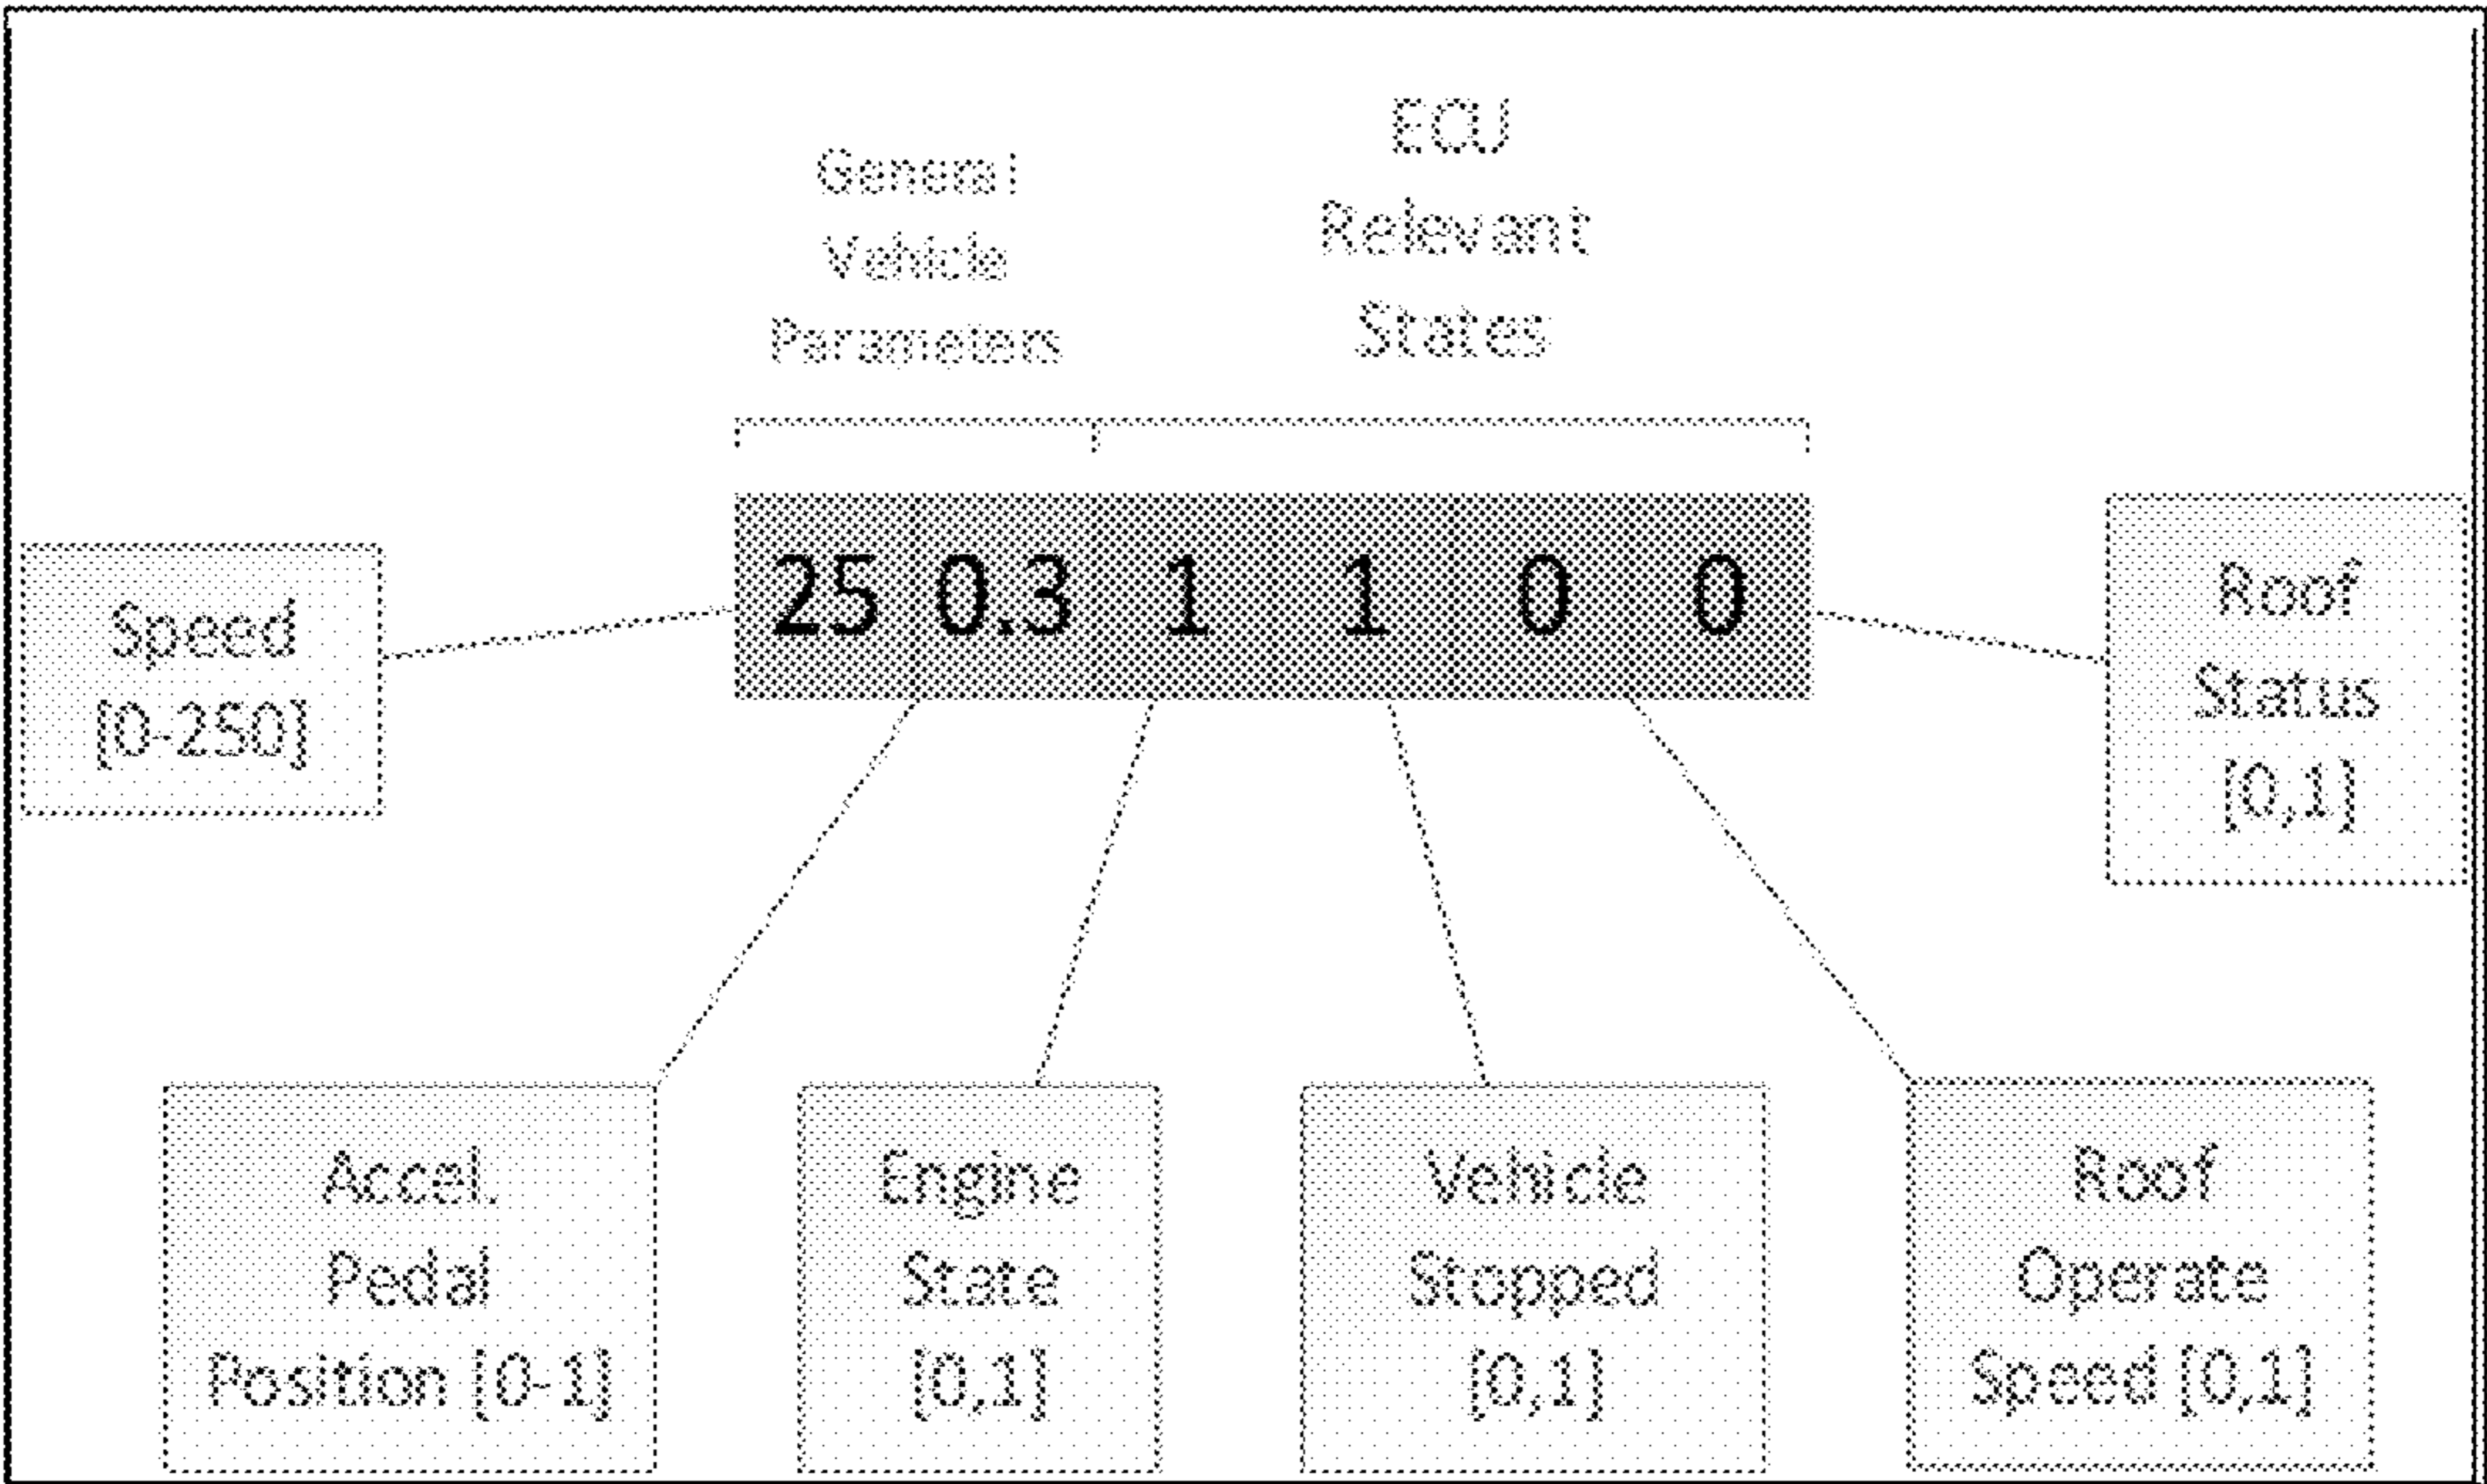 General
Vehicle
Parameters
ECU
Relevant
States
Speed
[0-250]
25 0.3 1 1 0 0
Roof
Status
[0,1]
Accel.
Pedal
Position [0-1]
Engine
State
[0,1]
Vehicle
Stopped
[0,1]
Roof
Operate
Speed [0,1]